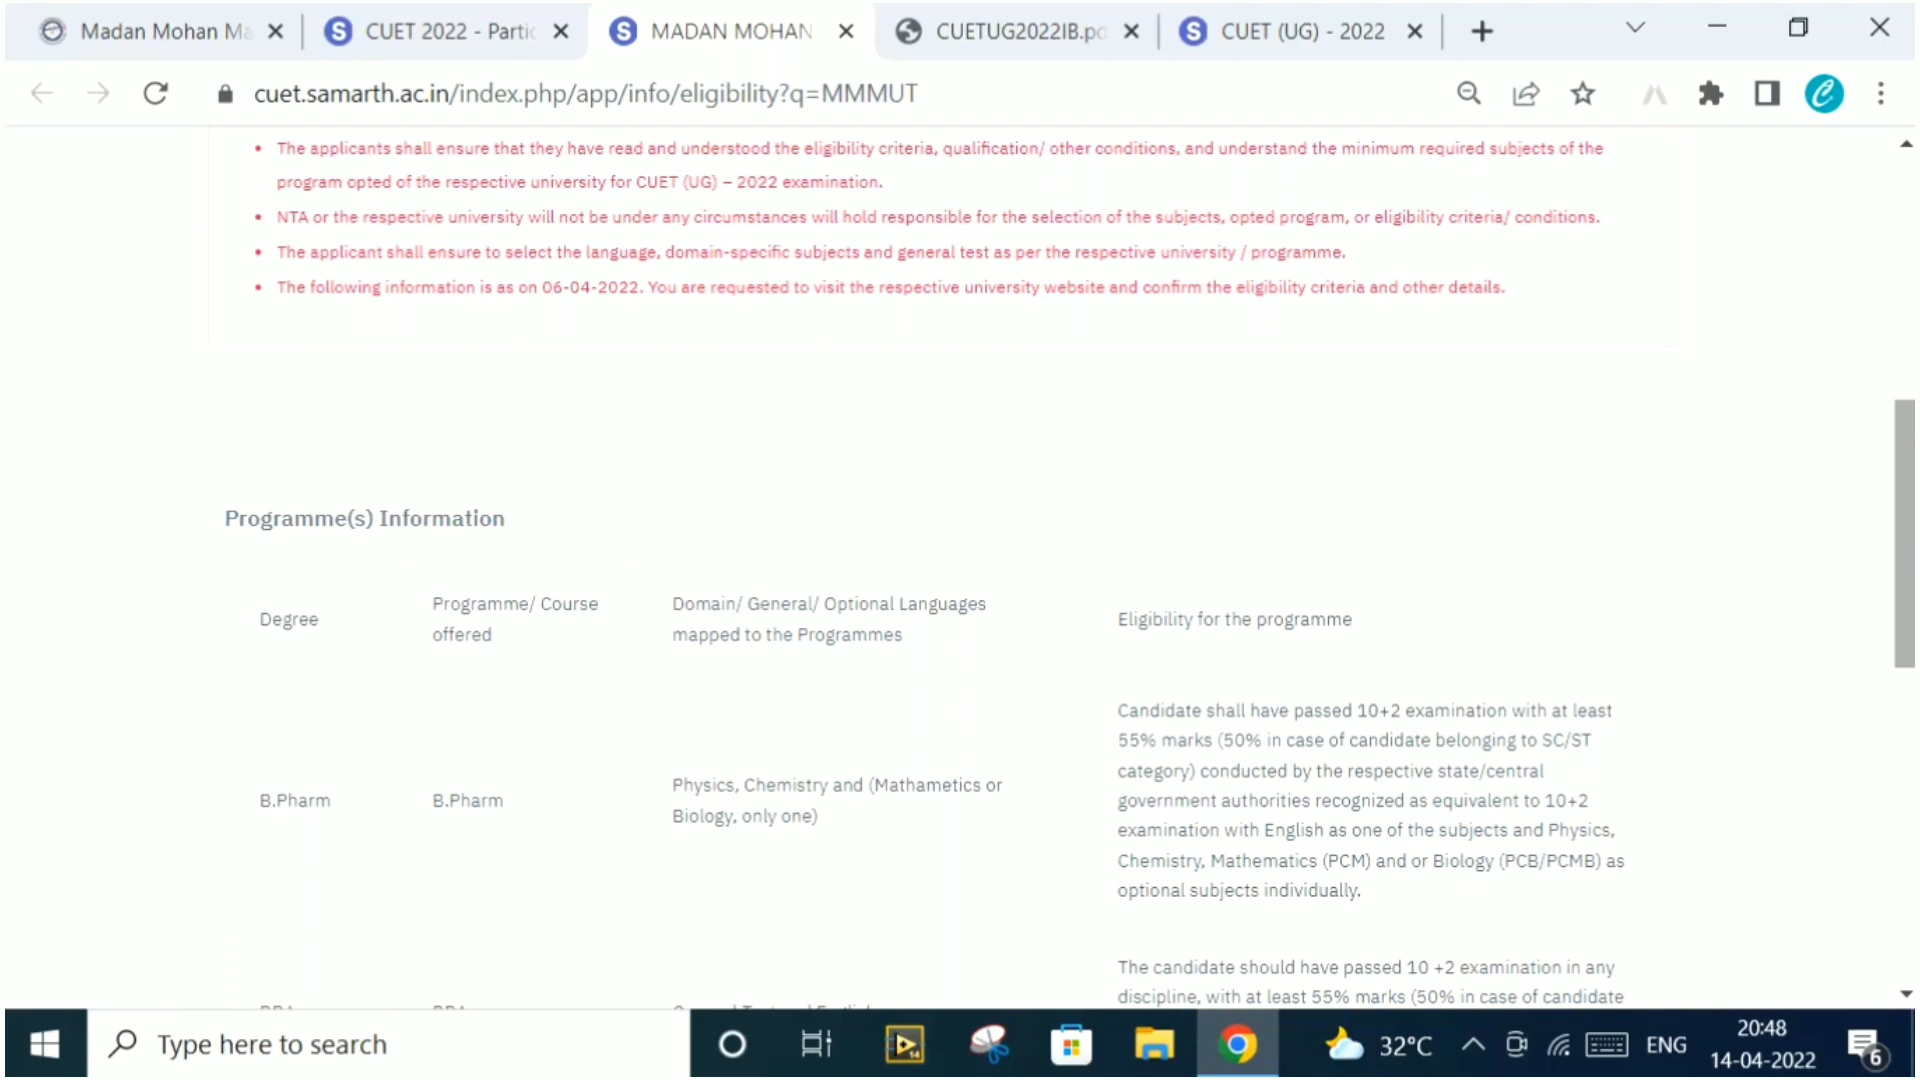 Madan Mohan Ma
CUET 2022 - Partic
MADAN MOHAN
CUETUG2022IB.pd
CUET (UG) - 2022
cuet.samarth.ac.in/index.php/app/info/eligibility?q=MMMUT
• The applicants shall ensure that they have read and understood the eligibility criteria, qualification/ other conditions, and understand the minimum required subjects of the
program opted of the respective university for CUET (UG) – 2022 examination.
• NTA or the respective university will not be under any circumstances will hold responsible for the selection of the subjects, opted program, or eligibility criteria/ conditions.
• The applicant shall ensure to select the language, domain-specific subjects and general test as per the respective university / programme.
• The following information is as on 06-04-2022. You are requested to visit the respective university website and confirm the eligibility criteria and other details.
Programme(s) Information
Degree
Programme/ Course
offered
Domain/ General/ Optional Languages
mapped to the Programmes
Eligibility for the programme
B.Pharm
B.Pharm
Physics, Chemistry and (Mathametics or
Biology, only one)
Candidate shall have passed 10+2 examination with at least
55% marks (50% in case of candidate belonging to SC/ST
category) conducted by the respective state/central
government authorities recognized as equivalent to 10+2
examination with English as one of the subjects and Physics,
Chemistry, Mathematics (PCM) and or Biology (PCB/PCMB) as
optional subjects individually.
The candidate should have passed 10 +2 examination in any
discipline, with at least 55% marks (50% in case of candidate
Type here to search
14
32°C
ENG
20:48
14-04-2022
6